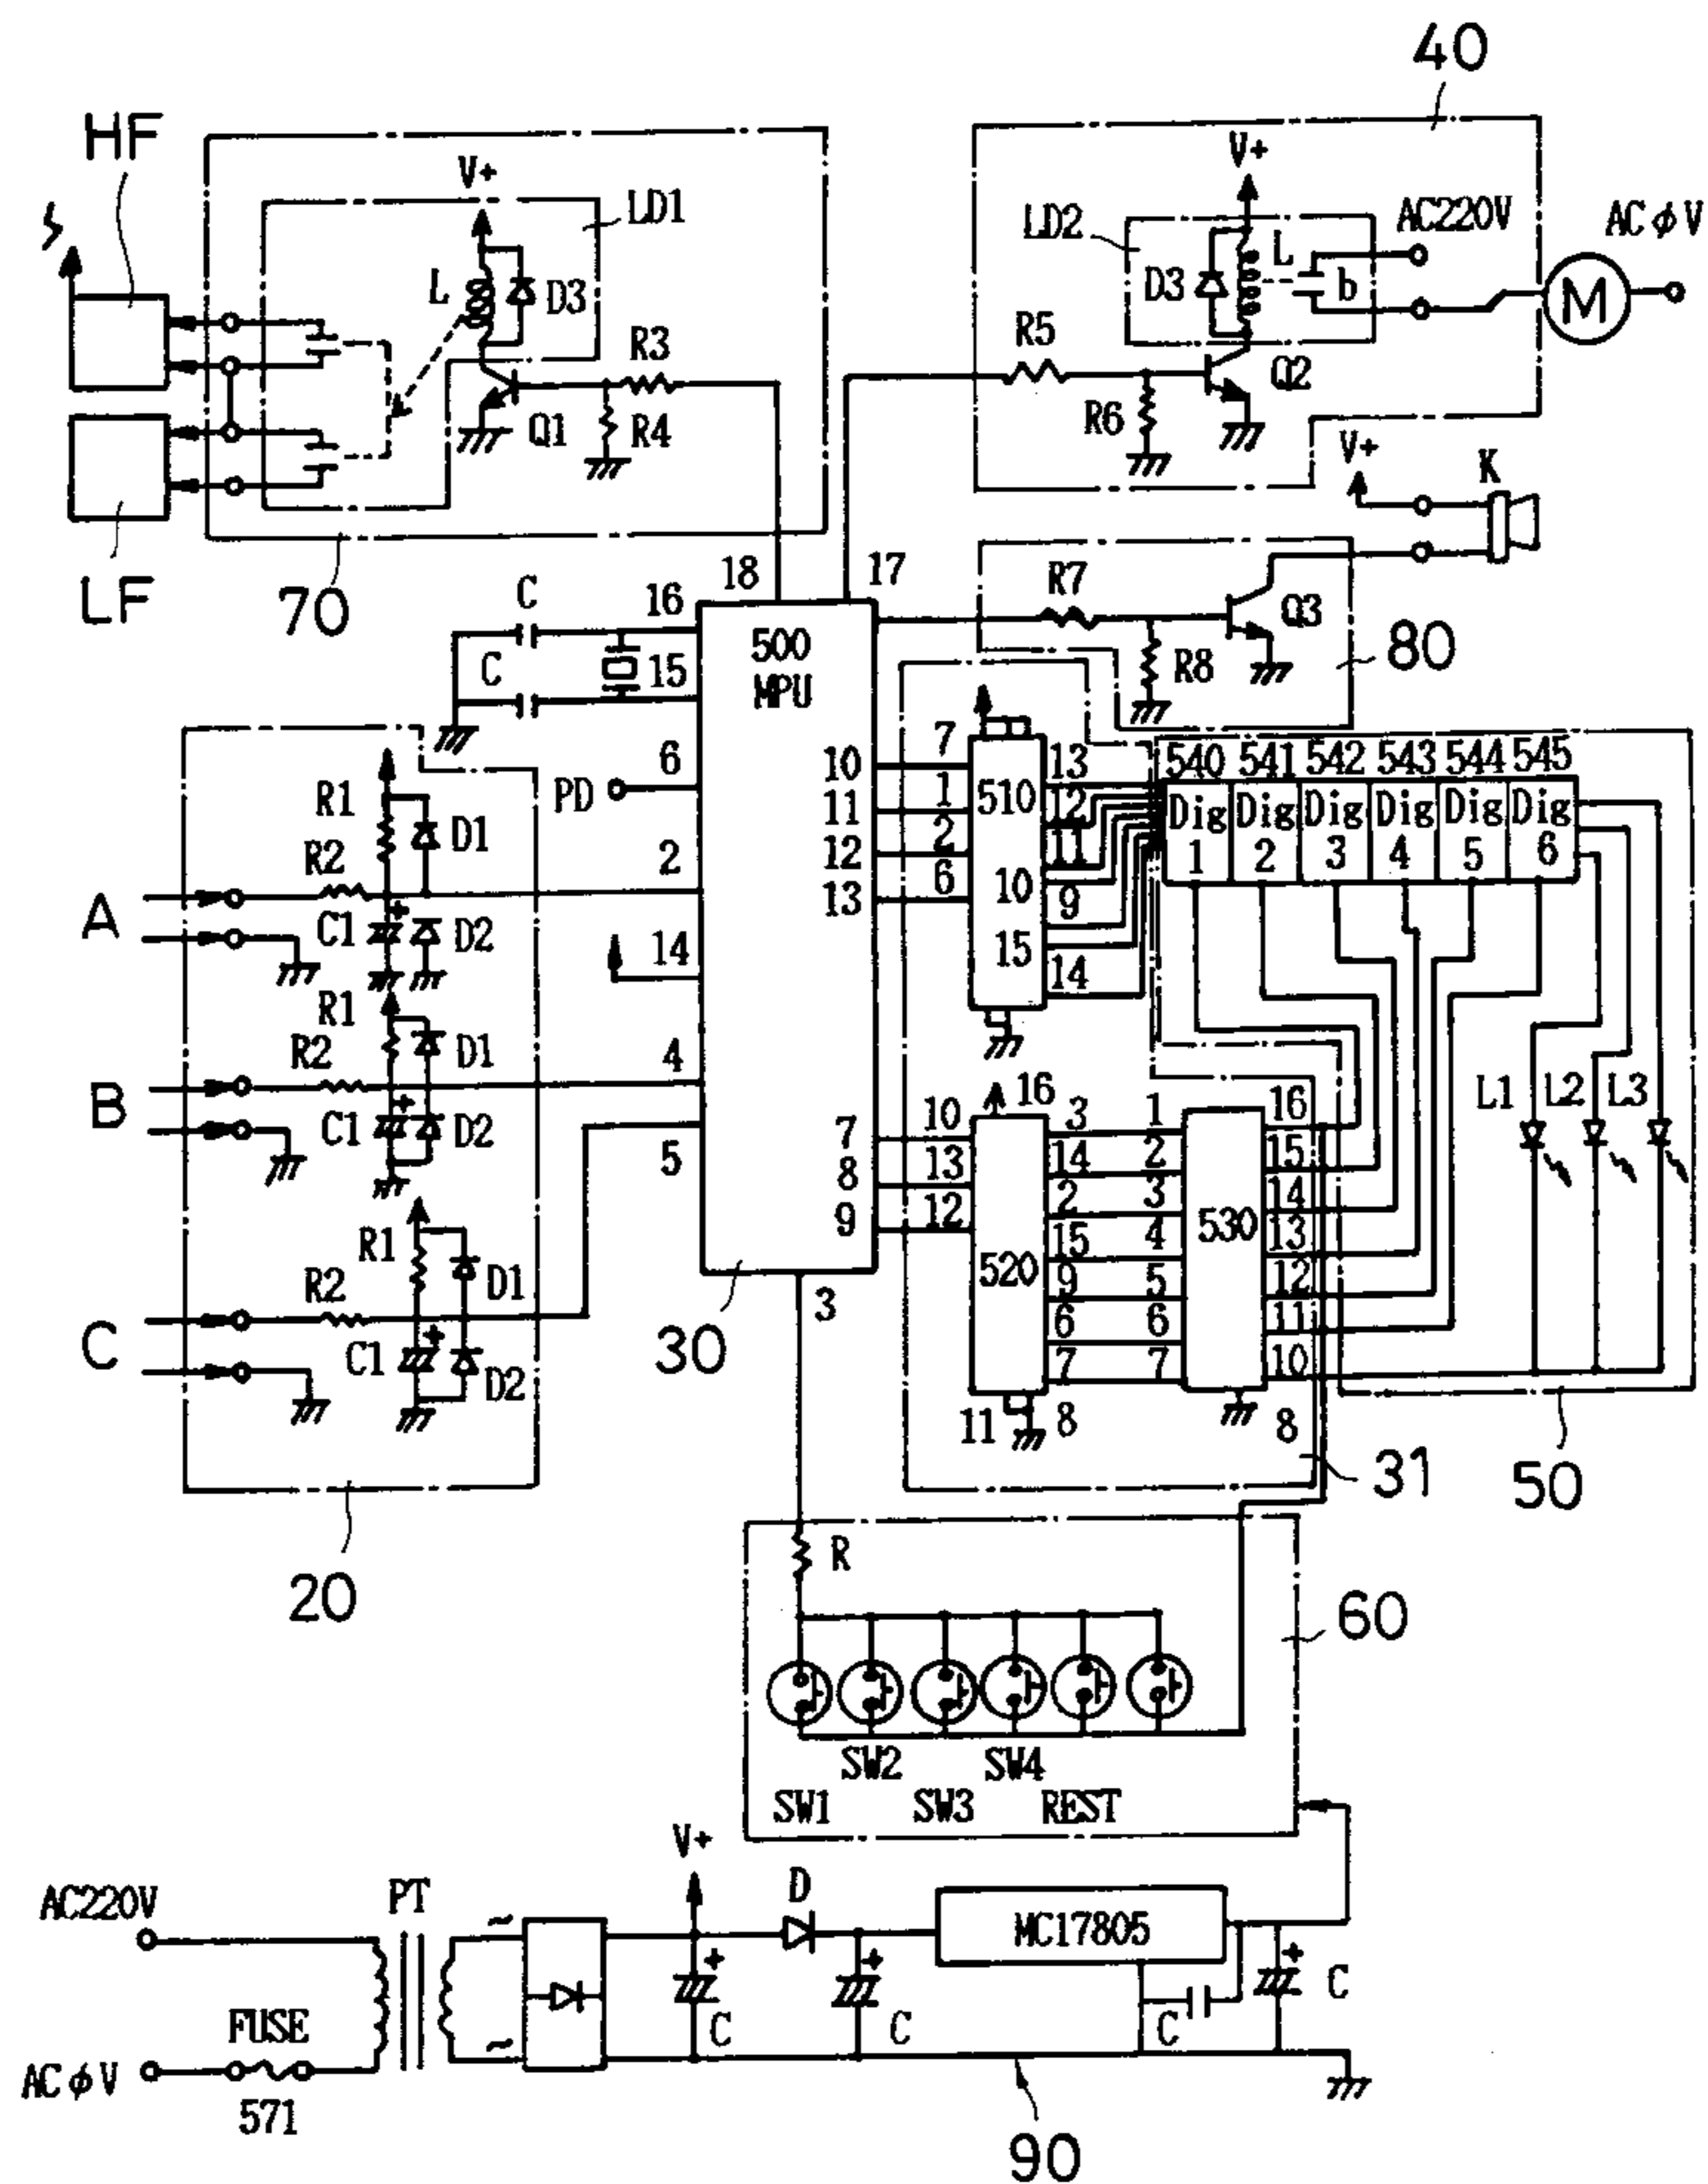 40
HF
V+
LD1
L
D3
R3
Q1
R4
LF
70
V+
LD2
L
AC220V
AC φ V
D3
b
M
R5
Q2
R6
V+
K
18
17
C
16
C
15
500
MPU
R7
Q3
R8
80
6
PD
2
14
4
5
3
30
10
11
12
13
7
8
9
7
1
2
6
510
13
12
11
10
9
15
14
540 541 542 543 544 545
Dig Dig Dig Dig Dig Dig
1 2 3 4 5 6
A
R1
D1
R2
C1
+
D2
B
R1
R2
D1
C1
+
D2
C
R1
R2
D1
C1
+
D2
20
10
13
12
16
520
11
8
3
14
2
15
9
6
7
1
2
3
4
5
6
7
530
16
15
14
13
12
11
10
8
L1
L2
L3
31
50
R
60
SW2
SW4
SW1
SW3
REST
AC220V
PT
~
~
V+
D
MC17805
+
C
+
C
C
+
C
FUSE
AC φ V
571
90